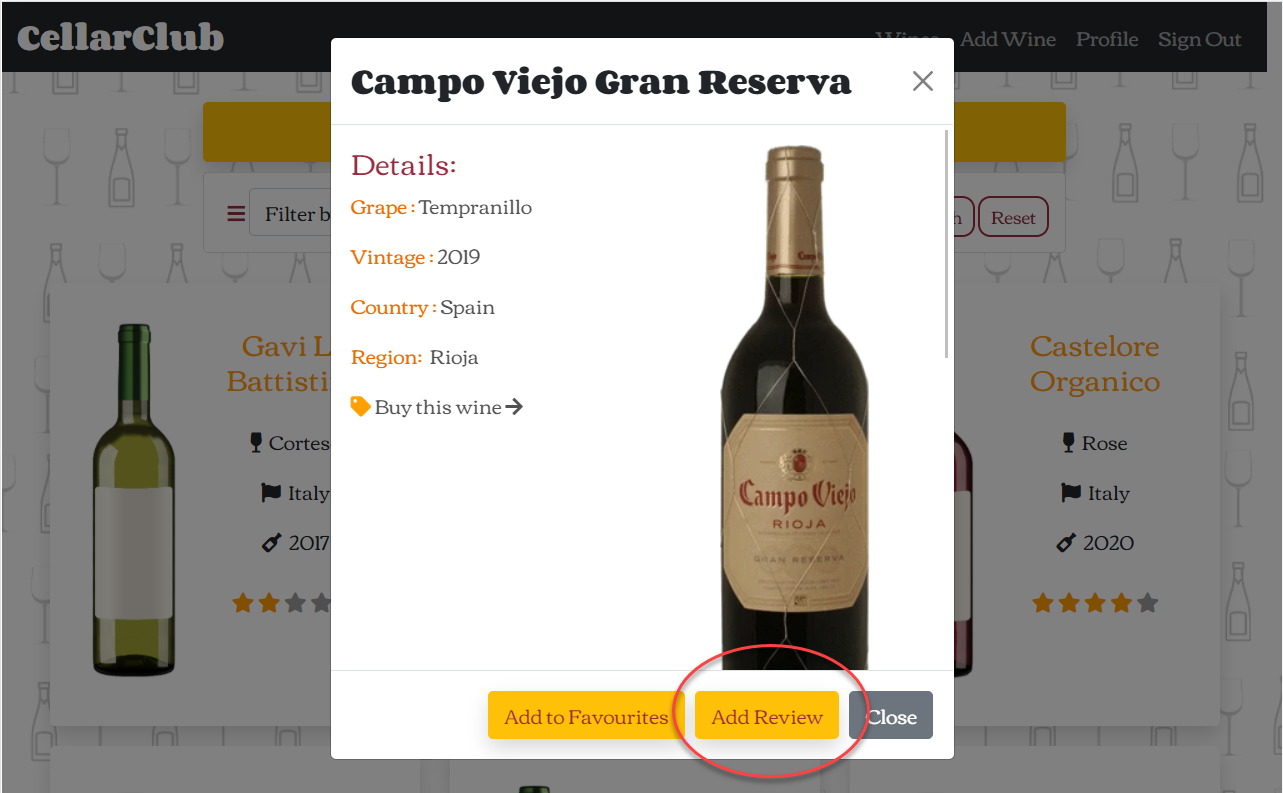 CellarClub
Wines Add Wine Profile Sign Out
Campo Viejo Gran Reserva
Filter b
n
Reset
Details:
Grape : Tempranillo
Vintage : 2019
Country : Spain
Region: Rioja
Buy this wine
Campo Viejo
RIOJA
GRAN RESERVA
Gavi L
Battisti
Cortes
Italy
2017
Castelore
Organico
Rose
Italy
2020
Add to Favourites
Add Review
Close